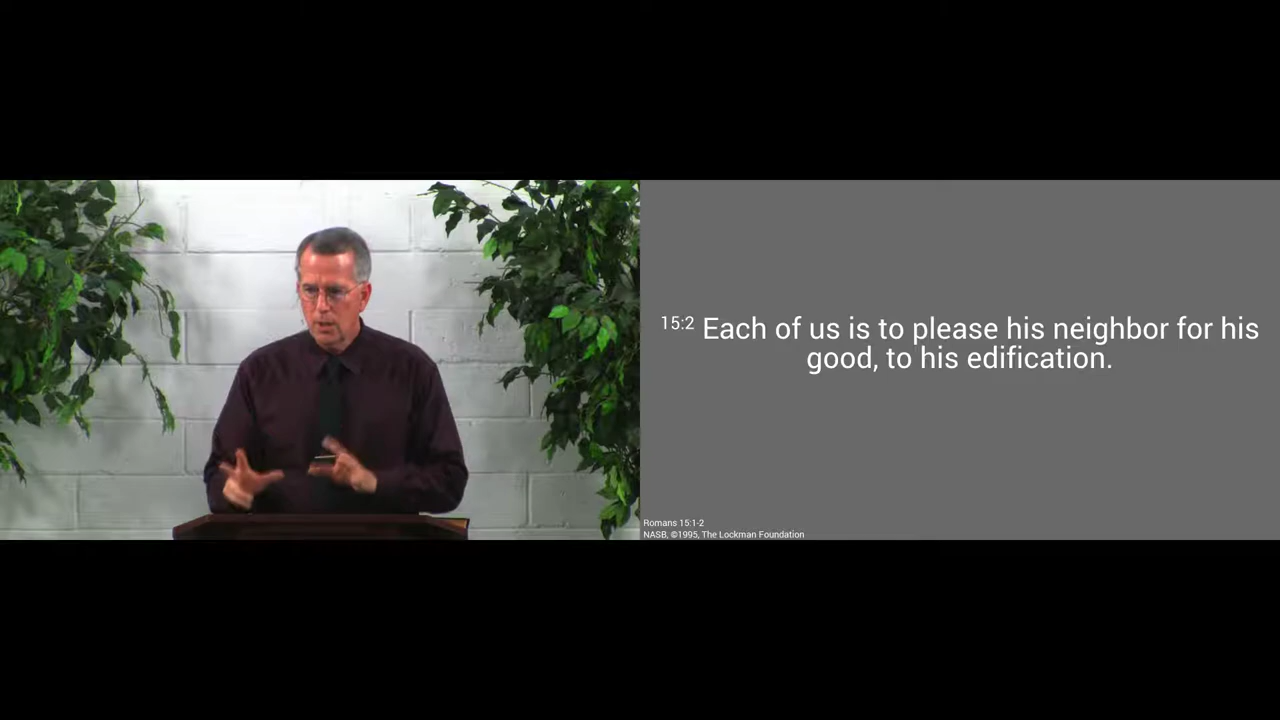 15:2 Each of us is to please his neighbor for his
good, to his edification.
Romans 15:1-2
NASB, ©1995, The Lockman Foundation